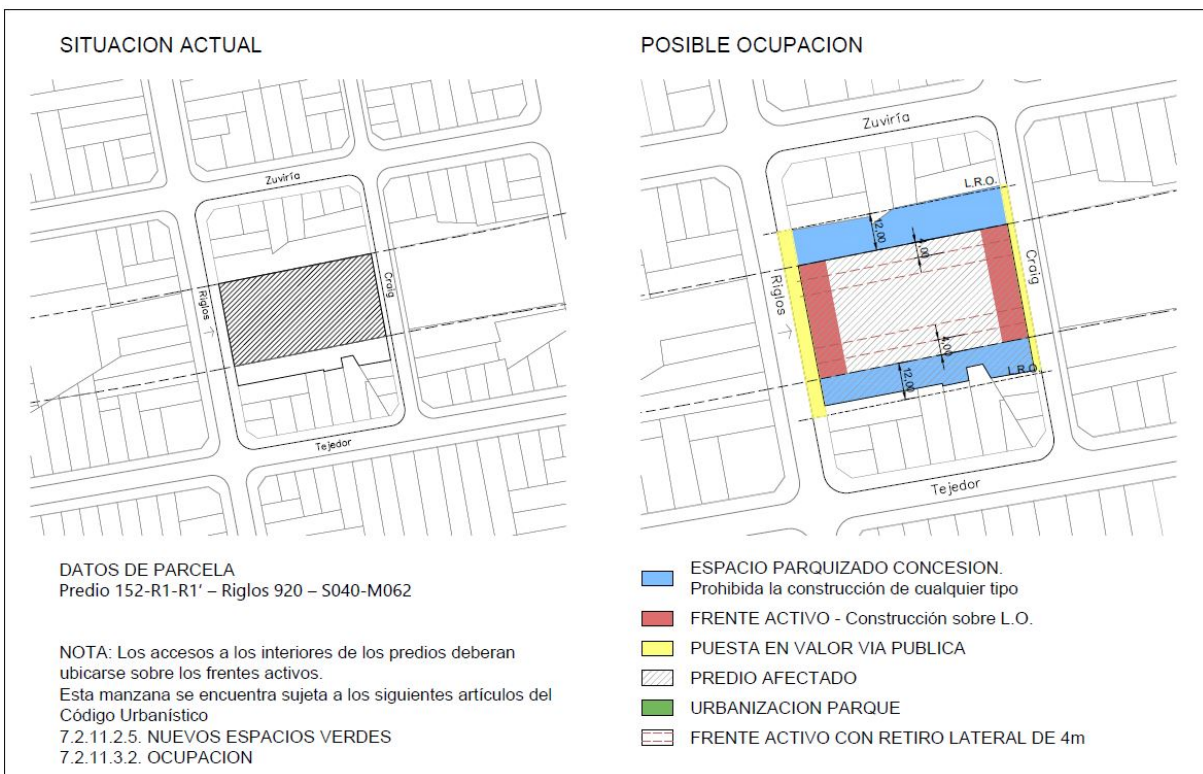 SITUACION ACTUAL
Zuviría
Riglos
Craig
Tejedor
DATOS DE PARCELA
Predio 152-R1-R1' – Riglos 920 – S040-M062
NOTA: Los accesos a los interiores de los predios deberan
ubicarse sobre los frentes activos.
Esta manzana se encuentra sujeta a los siguientes artículos del
Código Urbanístico
7.2.11.2.5. NUEVOS ESPACIOS VERDES
7.2.11.3.2. OCUPACION
POSIBLE OCUPACION
Zuviría
L.R.O.
12,00
Riglos
Craig
4,00
12,00
L.R.O.
Tejedor
ESPACIO PARQUIZADO CONCESION.
Prohibida la construcción de cualquier tipo
FRENTE ACTIVO - Construcción sobre L.O.
PUESTA EN VALOR VIA PUBLICA
PREDIO AFECTADO
URBANIZACION PARQUE
FRENTE ACTIVO CON RETIRO LATERAL DE 4m